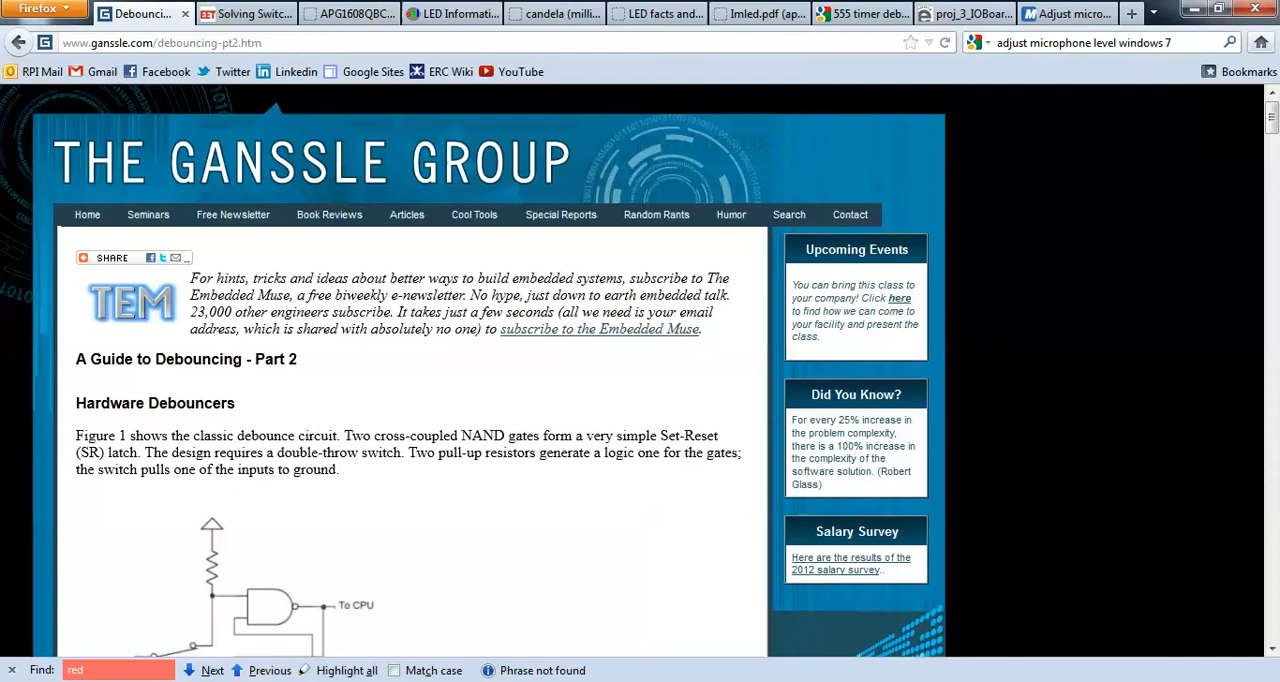 Firefox
Debounci...
Solving Switc...
APG1608QBC...
LED Informati...
candela (milli...
LED facts and...
lmled.pdf (ap...
555 timer deb...
proj_3_IOBoar...
Adjust micro...
www.ganssle.com/debouncing-pt2.htm
adjust microphone level windows 7
RPI Mail
Gmail
Facebook
Twitter
Linkedin
Google Sites
ERC Wiki
YouTube
Bookmarks
THE GANSSLE GROUP
Home
Seminars
Free Newsletter
Book Reviews
Articles
Cool Tools
Special Reports
Random Rants
Humor
Search
Contact
SHARE
TEM
For hints, tricks and ideas about better ways to build embedded systems, subscribe to The
Embedded Muse, a free biweekly e-newsletter. No hype, just down to earth embedded talk.
23,000 other engineers subscribe. It takes just a few seconds (all we need is your email
address, which is shared with absolutely no one) to subscribe to the Embedded Muse.
A Guide to Debouncing - Part 2
Hardware Debouncers
Figure 1 shows the classic debounce circuit. Two cross-coupled NAND gates form a very simple Set-Reset
(SR) latch. The design requires a double-throw switch. Two pull-up resistors generate a logic one for the gates;
the switch pulls one of the inputs to ground.
To CPU
Upcoming Events
You can bring this class to
your company! Click here
to find how we can come to
your facility and present the
class.
Did You Know?
For every 25% increase in
the problem complexity,
there is a 100% increase in
the complexity of the
software solution. (Robert
Glass)
Salary Survey
Here are the results of the
2012 salary survey..
Find:
red
Next
Previous
Highlight all
Match case
Phrase not found